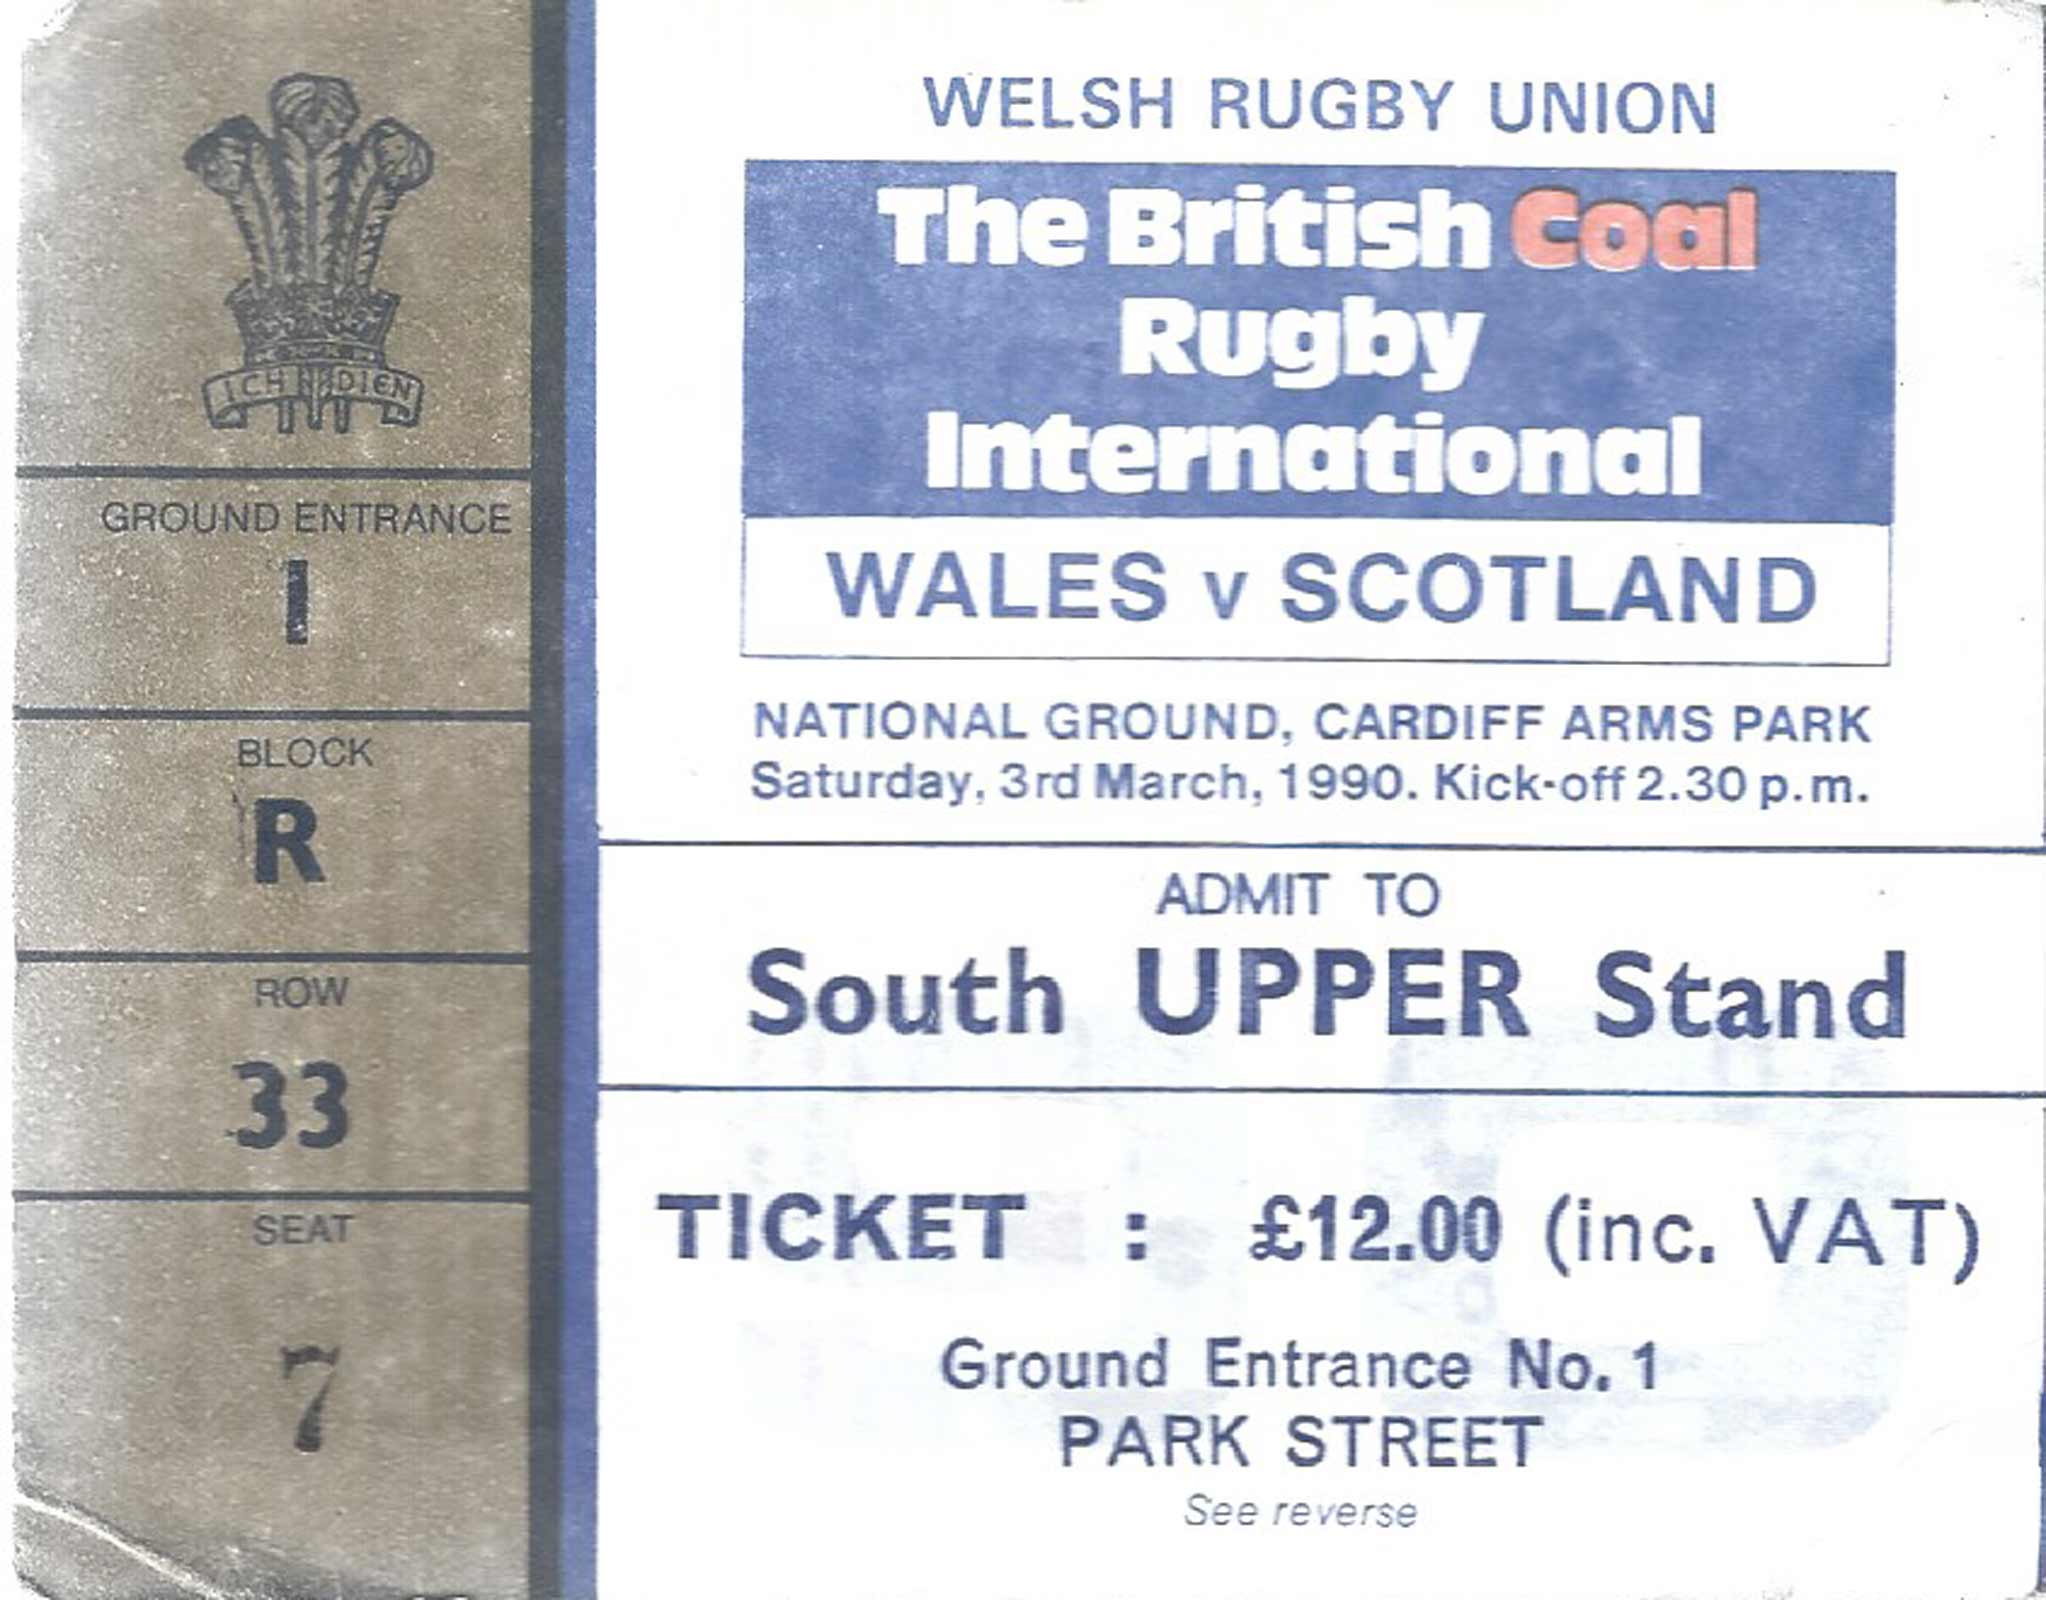 ICH DIEN
GROUND ENTRANCE
1
BLOCK
R
ROW
33
SEAT
7
WELSH RUGBY UNION
The British Coal
Rugby
International
WALES v SCOTLAND
NATIONAL GROUND, CARDIFF ARMS PARK
Saturday, 3rd March, 1990. Kick-off 2.30 p.m.
ADMIT TO
South UPPER Stand
TICKET : £12.00 (inc. VAT)
Ground Entrance No. 1
PARK STREET
See reverse